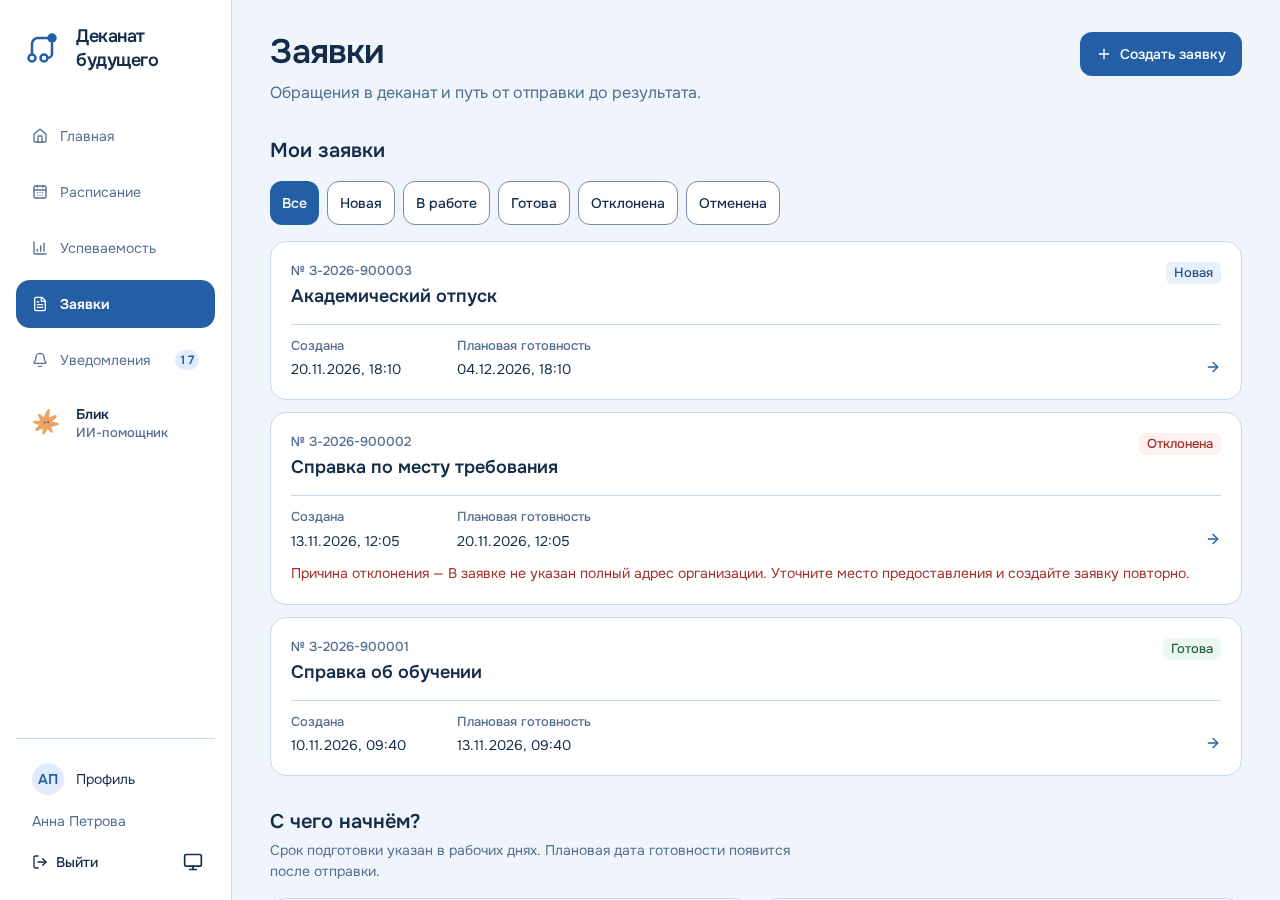 Деканат
будущего
Главная
Расписание
Успеваемость
Заявки
Уведомления 17
Блик
ИИ-помощник
АП Профиль
Анна Петрова
Выйти
Заявки
Создать заявку
Обращения в деканат и путь от отправки до результата.
Мои заявки
Все Новая В работе Готова Отклонена Отменена
№ З-2026-900003 Новая
Академический отпуск
Создана Плановая готовность
20.11.2026, 18:10 04.12.2026, 18:10
№ З-2026-900002 Отклонена
Справка по месту требования
Создана Плановая готовность
13.11.2026, 12:05 20.11.2026, 12:05
Причина отклонения — В заявке не указан полный адрес организации. Уточните место предоставления и создайте заявку повторно.
№ З-2026-900001 Готова
Справка об обучении
Создана Плановая готовность
10.11.2026, 09:40 13.11.2026, 09:40
С чего начнём?
Срок подготовки указан в рабочих днях. Плановая дата готовности появится
после отправки.